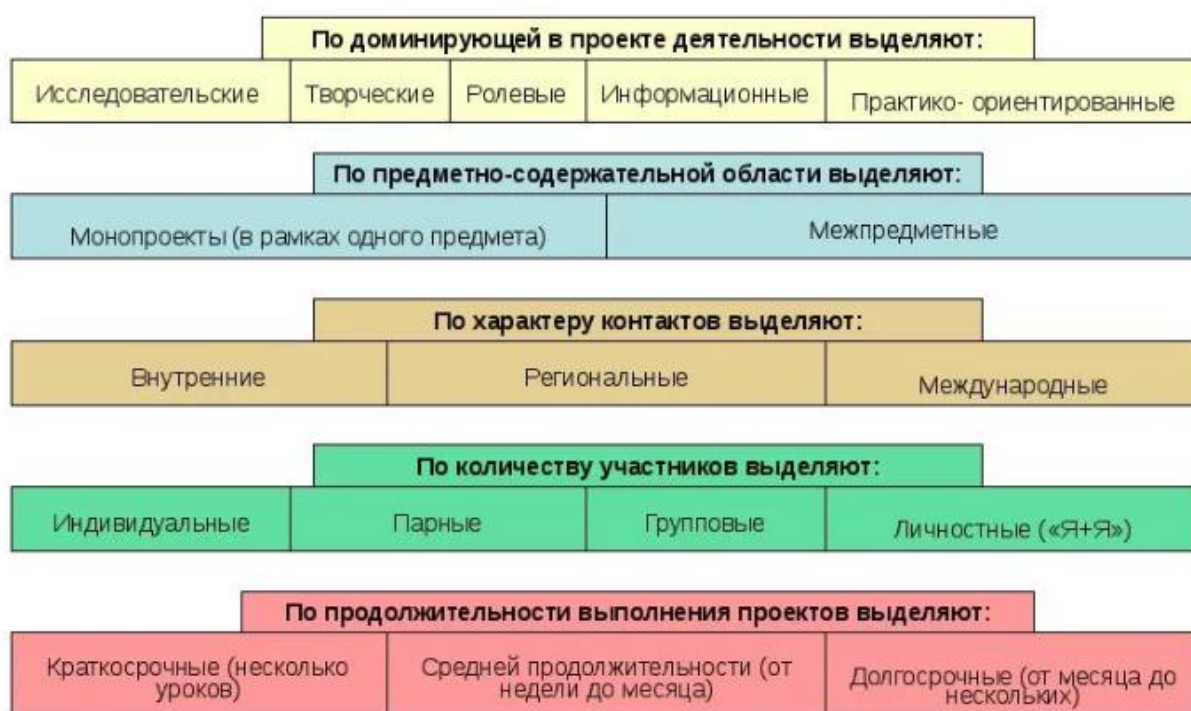 По доминирующей в проекте деятельности выделяют:
Исследовательские Творческие Ролевые Информационные Практико- ориентированные
По предметно-содержательной области выделяют:
Монопроекты (в рамках одного предмета) Межпредметные
По характеру контактов выделяют:
Внутренние Региональные Международные
По количеству участников выделяют:
Индивидуальные Парные Групповые Личностные («Я+Я»)
По продолжительности выполнения проектов выделяют:
Краткосрочные (несколько
уроков)
Средней продолжительности (от
недели до месяца)
Долгосрочные (от месяца до
нескольких)